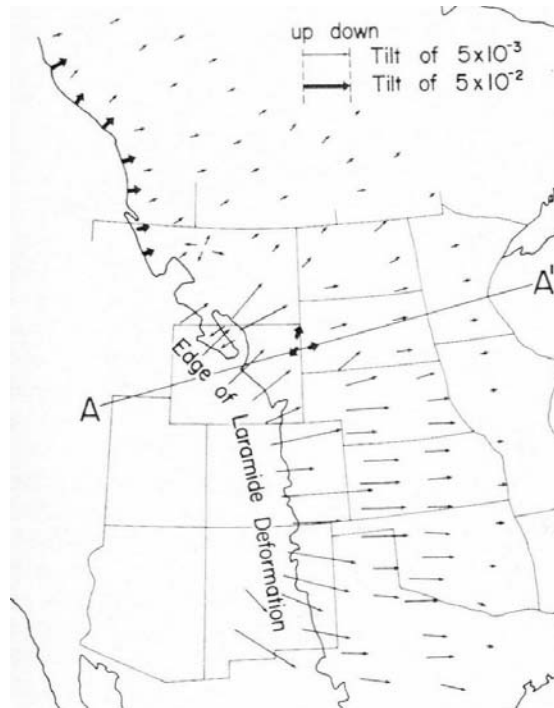 up down
Tilt of 5x10⁻³
Tilt of 5x10⁻²
A'
A
Edge of Laramide Deformation